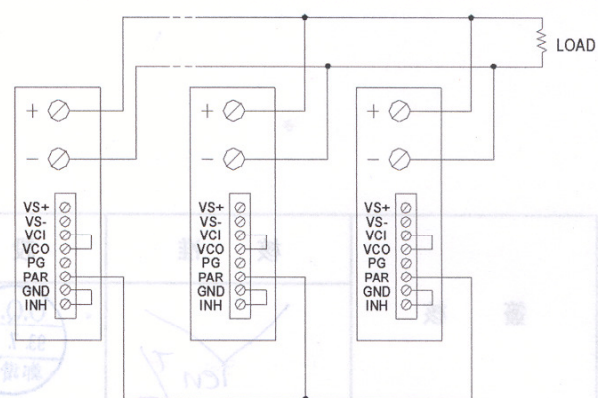 LOAD
+
+
+
−
−
−
VS+
VS-
VCI
VCO
PG
PAR
GND
INH
VS+
VS-
VCI
VCO
PG
PAR
GND
INH
VS+
VS-
VCI
VCO
PG
PAR
GND
INH